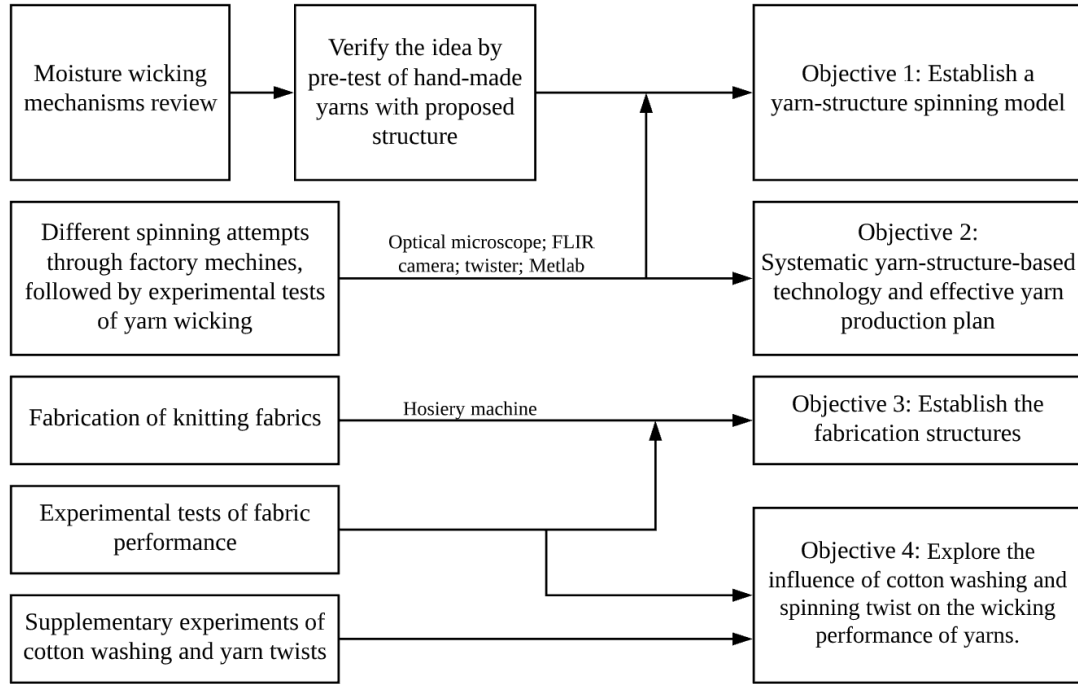 Moisture wicking
mechanisms review
Verify the idea by
pre-test of hand-made
yarns with proposed
structure
Objective 1: Establish a
yarn-structure spinning model
Different spinning attempts
through factory mechines,
followed by experimental tests
of yarn wicking
Optical microscope; FLIR
camera; twister; Metlab
Objective 2:
Systematic yarn-structure-based
technology and effective yarn
production plan
Fabrication of knitting fabrics
Hosiery machine
Objective 3: Establish the
fabrication structures
Experimental tests of fabric
performance
Objective 4: Explore the
influence of cotton washing and
spinning twist on the wicking
performance of yarns.
Supplementary experiments of
cotton washing and yarn twists